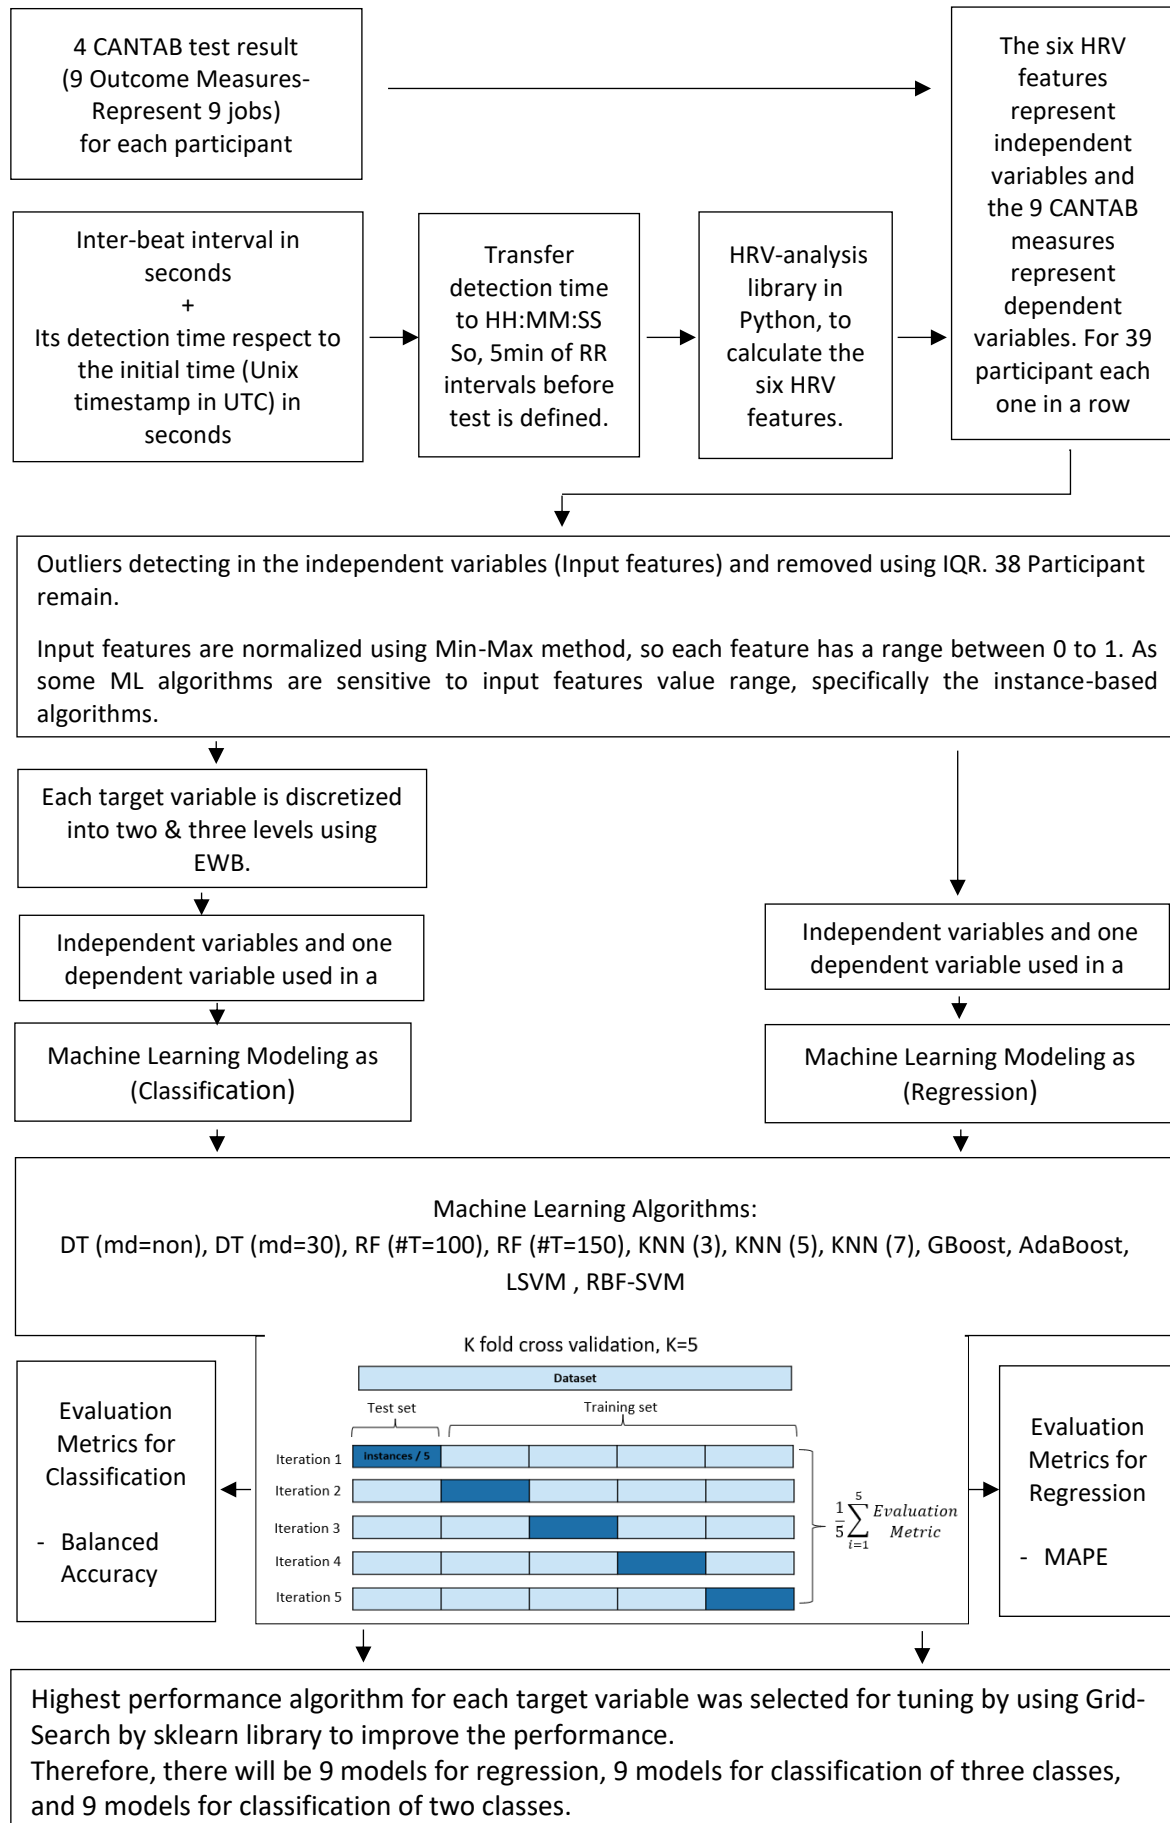 4 CANTAB test result
(9 Outcome Measures-
Represent 9 jobs)
for each participant
The six HRV
features
represent
independent
variables and
the 9 CANTAB
measures
represent
dependent
variables. For 39
participant each
one in a row
Inter-beat interval in
seconds
+
Its detection time respect to
the initial time (Unix
timestamp in UTC) in
seconds
Transfer
detection time
to HH:MM:SS
So, 5min of RR
intervals before
test is defined.
HRV-analysis
library in
Python, to
calculate the
six HRV
features.
Outliers detecting in the independent variables (Input features) and removed using IQR. 38 Participant
remain.
Input features are normalized using Min-Max method, so each feature has a range between 0 to 1. As
some ML algorithms are sensitive to input features value range, specifically the instance-based
algorithms.
Each target variable is discretized
into two & three levels using
EWB.
Independent variables and one
dependent variable used in a
Independent variables and one
dependent variable used in a
Machine Learning Modeling as
(Classification)
Machine Learning Modeling as
(Regression)
Machine Learning Algorithms:
DT (md=non), DT (md=30), RF (#T=100), RF (#T=150), KNN (3), KNN (5), KNN (7), GBoost, AdaBoost,
LSVM , RBF-SVM
Evaluation
Metrics for
Classification
- Balanced
Accuracy
K fold cross validation, K=5
Dataset
Test set
Training set
Iteration 1
instances / 5
Iteration 2
Iteration 3
Iteration 4
Iteration 5
1/5 ∑ i=1 5 Evaluation
Metric
Evaluation
Metrics for
Regression
- MAPE
Highest performance algorithm for each target variable was selected for tuning by using Grid-
Search by sklearn library to improve the performance.
Therefore, there will be 9 models for regression, 9 models for classification of three classes,
and 9 models for classification of two classes.